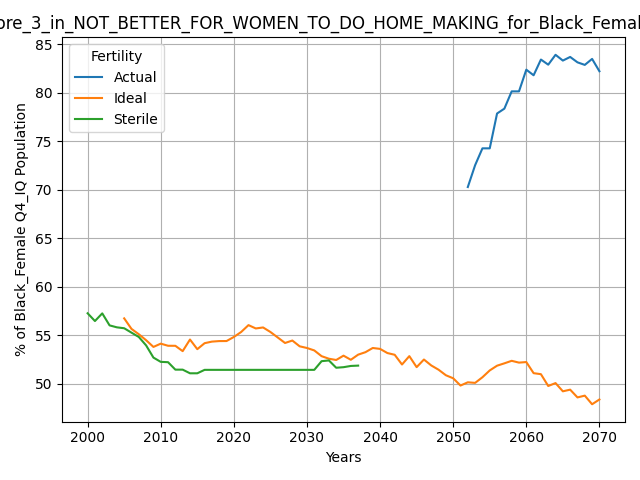 ore_3_in_NOT_BETTER_FOR_WOMEN_TO_DO_HOME_MAKING_for_Black_Femal
Fertility
Actual
Ideal
Sterile
% of Black_Female Q4_IQ Population
85
80
75
70
65
60
55
50
2000 2010 2020 2030 2040 2050 2060 2070
Years